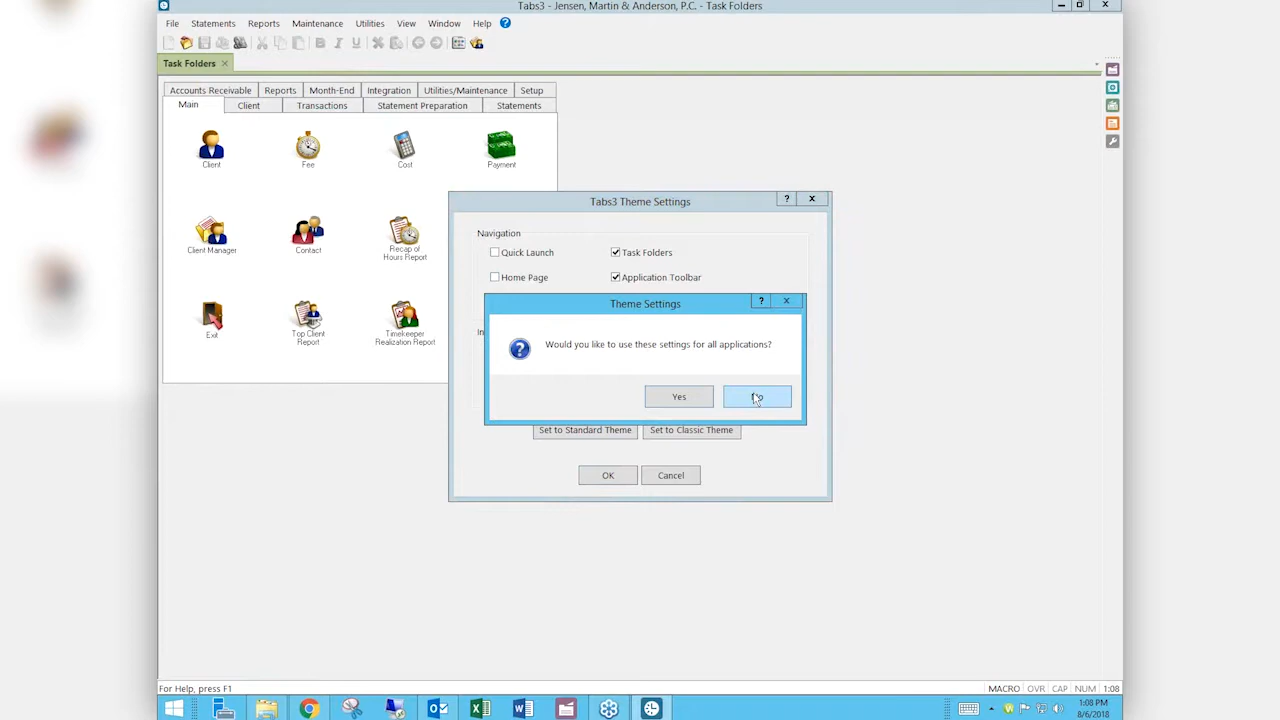 Tabs3 - Jensen, Martin & Anderson, P.C. - Task Folders
File Statements Reports Maintenance Utilities View Window Help
Task Folders
Accounts Receivable Reports Month-End Integration Utilities/Maintenance Setup
Main Client Transactions Statement Preparation Statements
Client Fee Cost Payment
Client Manager Contact Recap of
Hours Report
Exit Top Client
Report Timekeeper
Realization Report
Tabs3 Theme Settings
Navigation
Quick Launch Task Folders
Home Page Application Toolbar
Theme Settings
Would you like to use these settings for all applications?
Yes
Set to Standard Theme Set to Classic Theme
OK Cancel
For Help, press F1
MACRO OVR CAP NUM 1:08
1:08 PM
8/6/2018